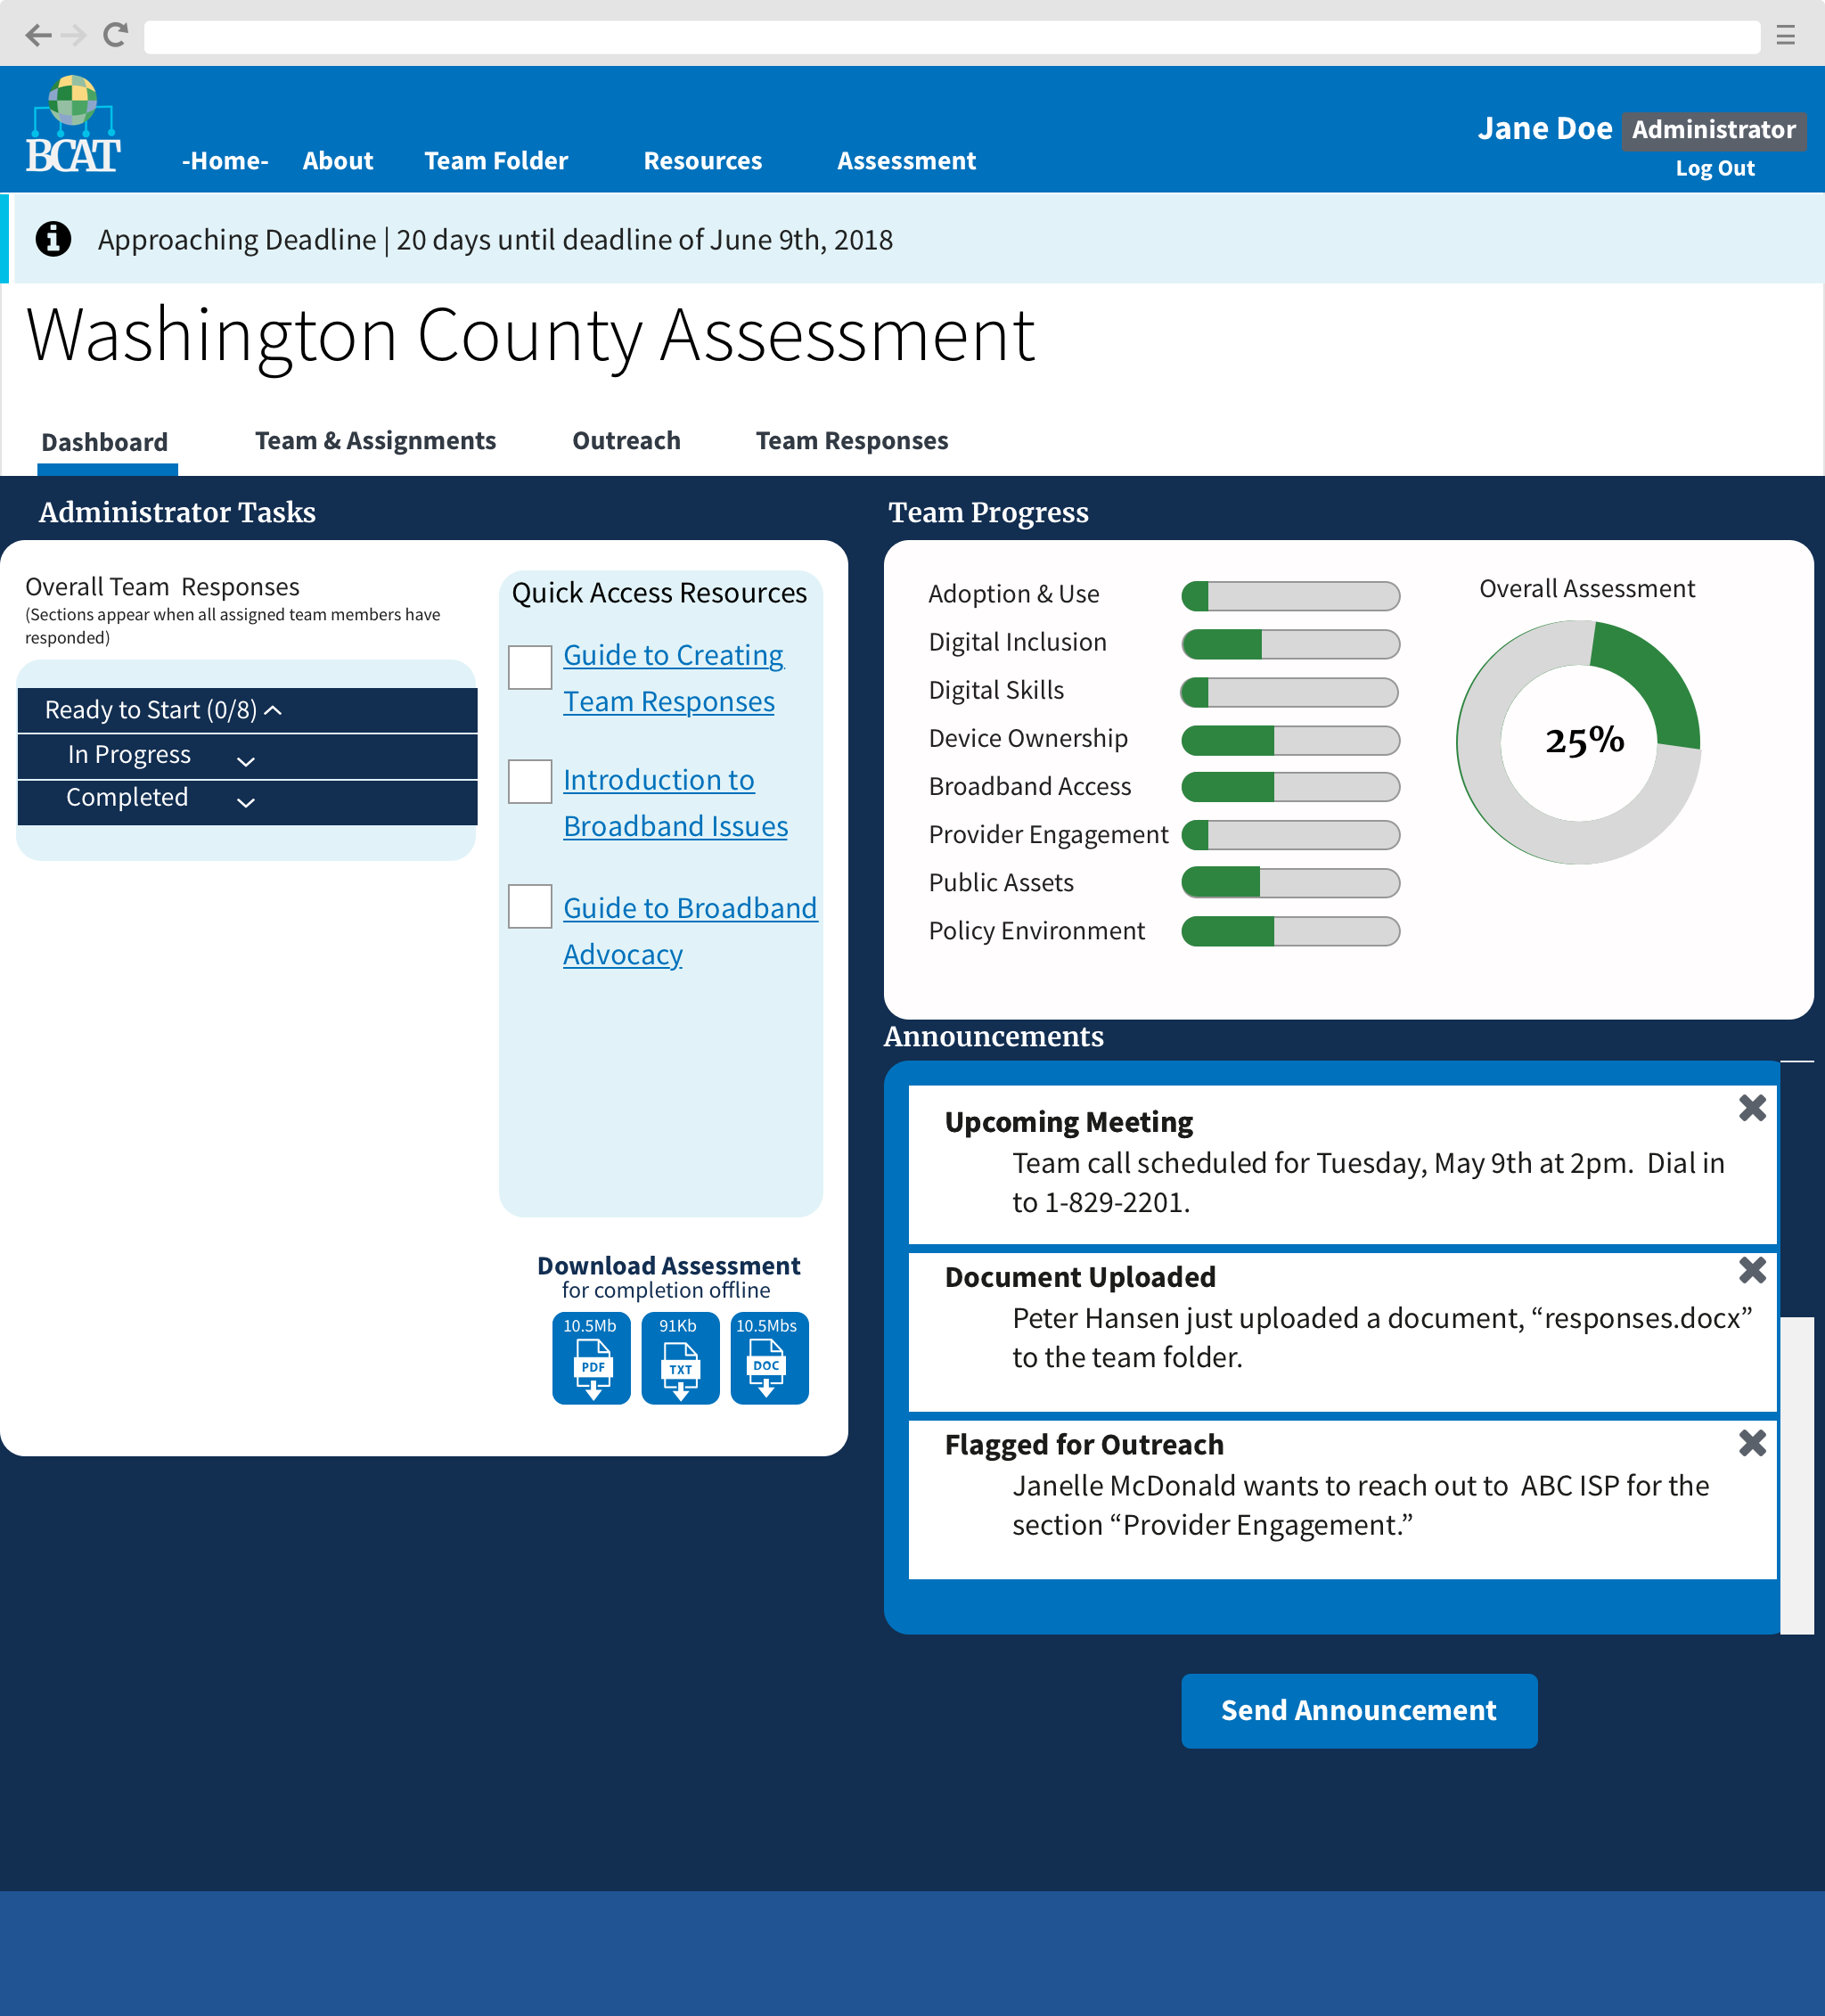 BCAT
-Home-
About
Team Folder
Resources
Assessment
Jane Doe
Administrator
Log Out
Approaching Deadline | 20 days until deadline of June 9th, 2018
Washington County Assessment
Dashboard
Team & Assignments
Outreach
Team Responses
Administrator Tasks
Overall Team  Responses
(Sections appear when all assigned team members have
responded)
Ready to Start (0/8)
In Progress
Completed
Quick Access Resources
Guide to Creating
Team Responses
Introduction to
Broadband Issues
Guide to Broadband
Advocacy
Download Assessment
for completion offline
10.5Mb
PDF
91Kb
TXT
10.5Mbs
DOC
Team Progress
Adoption & Use
Digital Inclusion
Digital Skills
Device Ownership
Broadband Access
Provider Engagement
Public Assets
Policy Environment
Overall Assessment
25%
Announcements
Upcoming Meeting
Team call scheduled for Tuesday, May 9th at 2pm.  Dial in
to 1-829-2201.
Document Uploaded
Peter Hansen just uploaded a document, “responses.docx”
to the team folder.
Flagged for Outreach
Janelle McDonald wants to reach out to  ABC ISP for the
section “Provider Engagement.”
Send Announcement